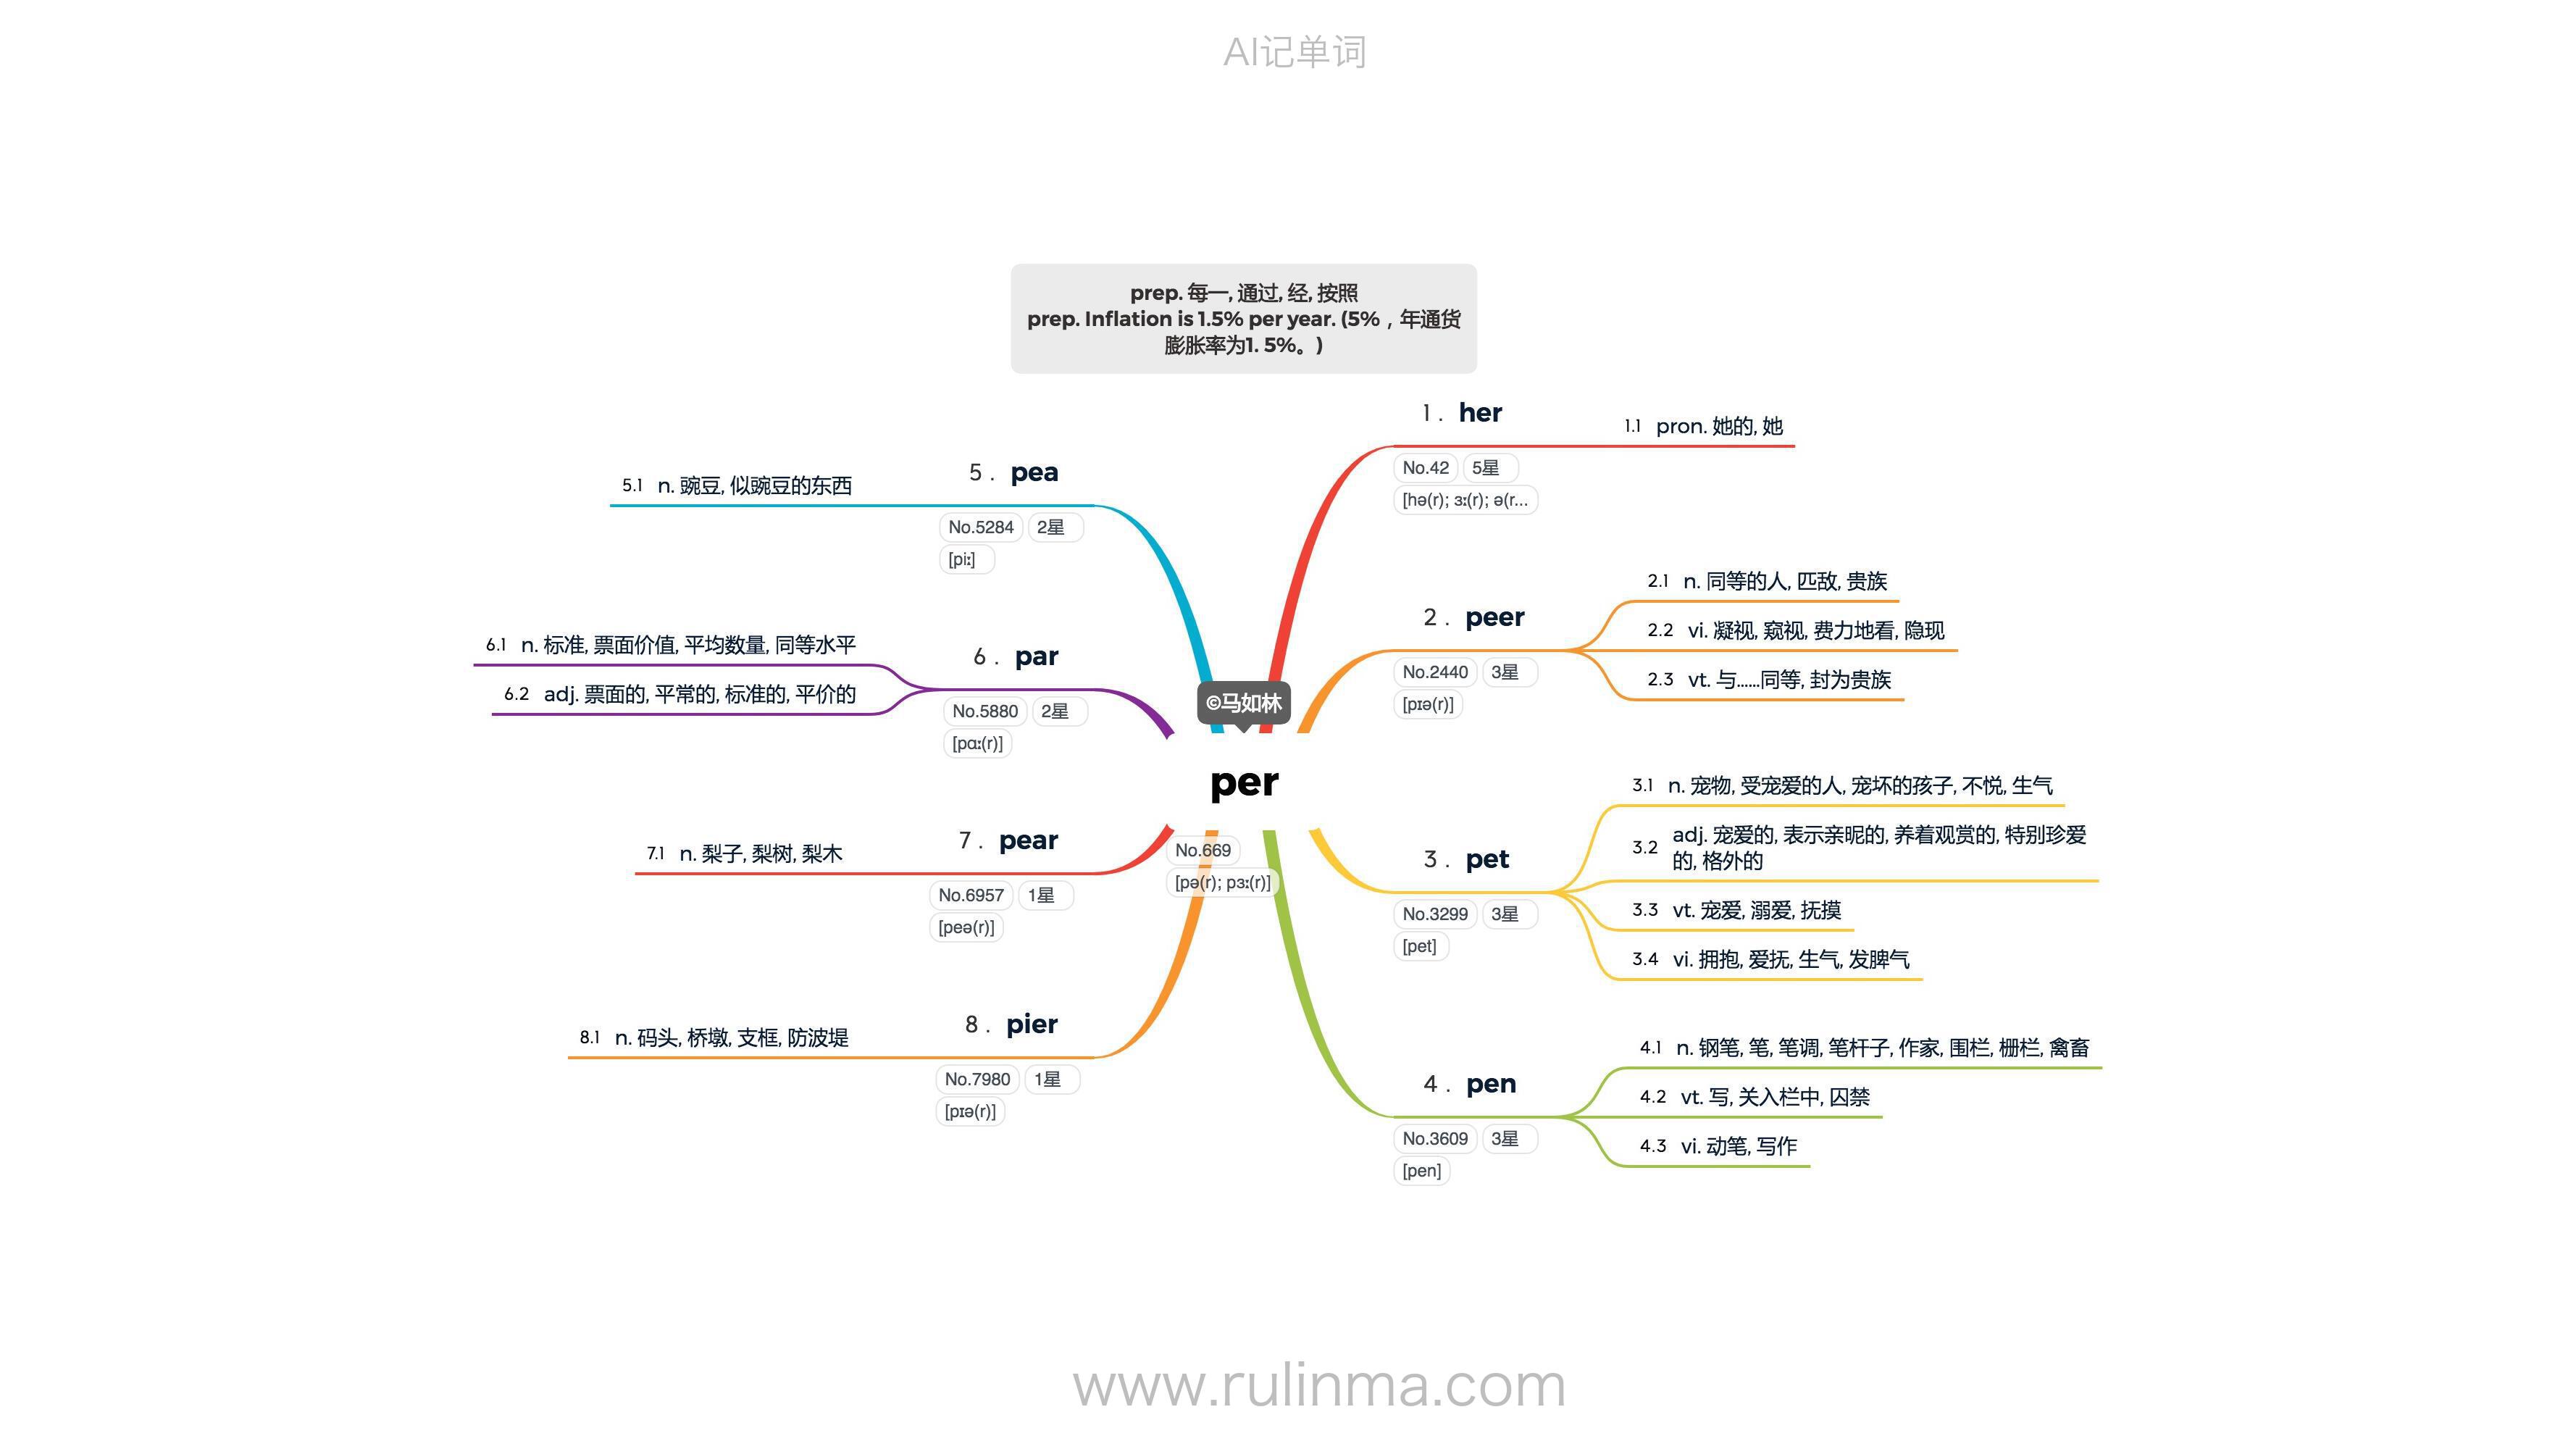 AI记单词
prep. 每一, 通过, 经, 按照
prep. Inflation is 1.5% per year. (5%，年通货
膨胀率为1. 5%。)
©马如林
per
No.669
[pə(r); pɜː(r)]
1. her
No.42 5星
[hə(r); ɜː(r); ə(r...
1.1 pron. 她的, 她
2. peer
No.2440 3星
[pɪə(r)]
2.1 n. 同等的人, 匹敌, 贵族
2.2 vi. 凝视, 窥视, 费力地看, 隐现
2.3 vt. 与......同等, 封为贵族
3. pet
No.3299 3星
[pet]
3.1 n. 宠物, 受宠爱的人, 宠坏的孩子, 不悦, 生气
3.2 adj. 宠爱的, 表示亲昵的, 养着观赏的, 特别珍爱
的, 格外的
3.3 vt. 宠爱, 溺爱, 抚摸
3.4 vi. 拥抱, 爱抚, 生气, 发脾气
4. pen
No.3609 3星
[pen]
4.1 n. 钢笔, 笔, 笔调, 笔杆子, 作家, 围栏, 栅栏, 禽畜
4.2 vt. 写, 关入栏中, 囚禁
4.3 vi. 动笔, 写作
5. pea
No.5284 2星
[piː]
5.1 n. 豌豆, 似豌豆的东西
6. par
No.5880 2星
[pɑː(r)]
6.1 n. 标准, 票面价值, 平均数量, 同等水平
6.2 adj. 票面的, 平常的, 标准的, 平价的
7. pear
No.6957 1星
[peə(r)]
7.1 n. 梨子, 梨树, 梨木
8. pier
No.7980 1星
[pɪə(r)]
8.1 n. 码头, 桥墩, 支框, 防波堤
www.rulinma.com